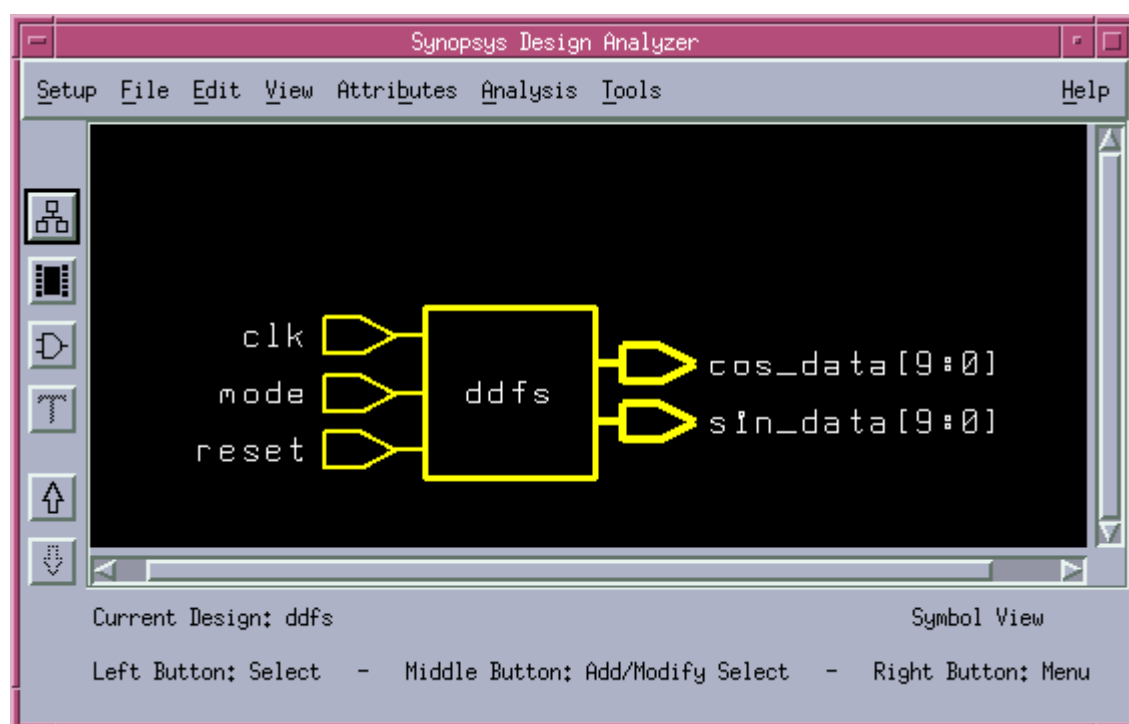 Synopsys Design Analyzer
Setup File Edit View Attributes Analysis Tools Help
clk
mode
reset
ddfs
cos_data[9:0]
sin_data[9:0]
Current Design: ddfs Symbol View
Left Button: Select - Middle Button: Add/Modify Select - Right Button: Menu